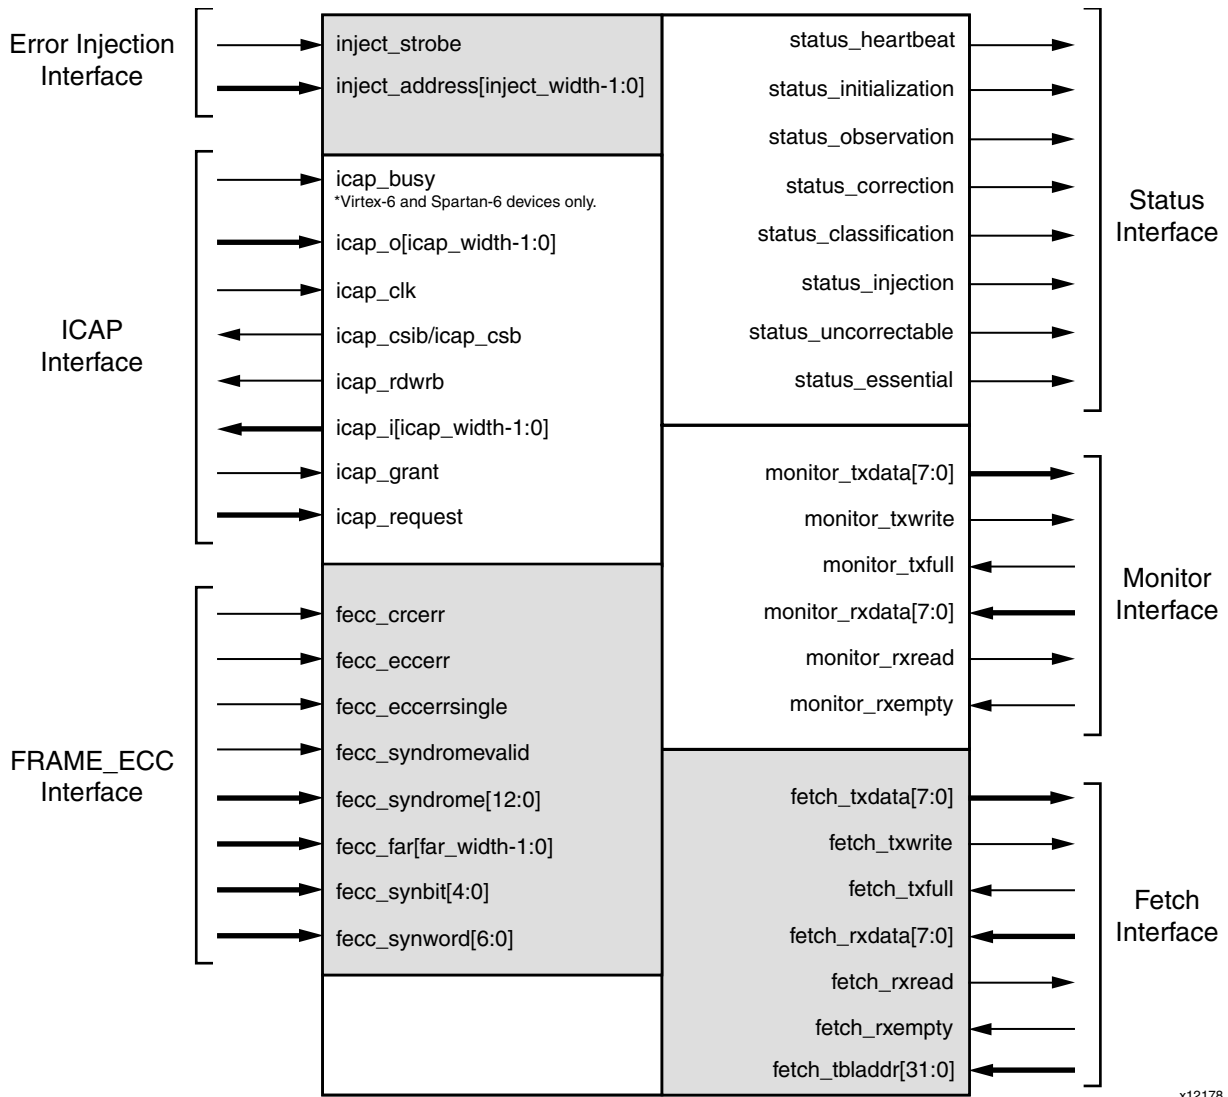 Error Injection
Interface
inject_strobe
inject_address[inject_width-1:0]
ICAP
Interface
icap_busy
*Virtex-6 and Spartan-6 devices only.
icap_o[icap_width-1:0]
icap_clk
icap_csib/icap_csb
icap_rdwrb
icap_i[icap_width-1:0]
icap_grant
icap_request
FRAME_ECC
Interface
fecc_crcerr
fecc_eccerr
fecc_eccerrsingle
fecc_syndromevalid
fecc_syndrome[12:0]
fecc_far[far_width-1:0]
fecc_synbit[4:0]
fecc_synword[6:0]
status_heartbeat
status_initialization
status_observation
status_correction
status_classification
status_injection
status_uncorrectable
status_essential
Status
Interface
monitor_txdata[7:0]
monitor_txwrite
monitor_txfull
monitor_rxdata[7:0]
monitor_rxread
monitor_rxempty
Monitor
Interface
fetch_txdata[7:0]
fetch_txwrite
fetch_txfull
fetch_rxdata[7:0]
fetch_rxread
fetch_rxempty
fetch_tbladdr[31:0]
Fetch
Interface
x12178